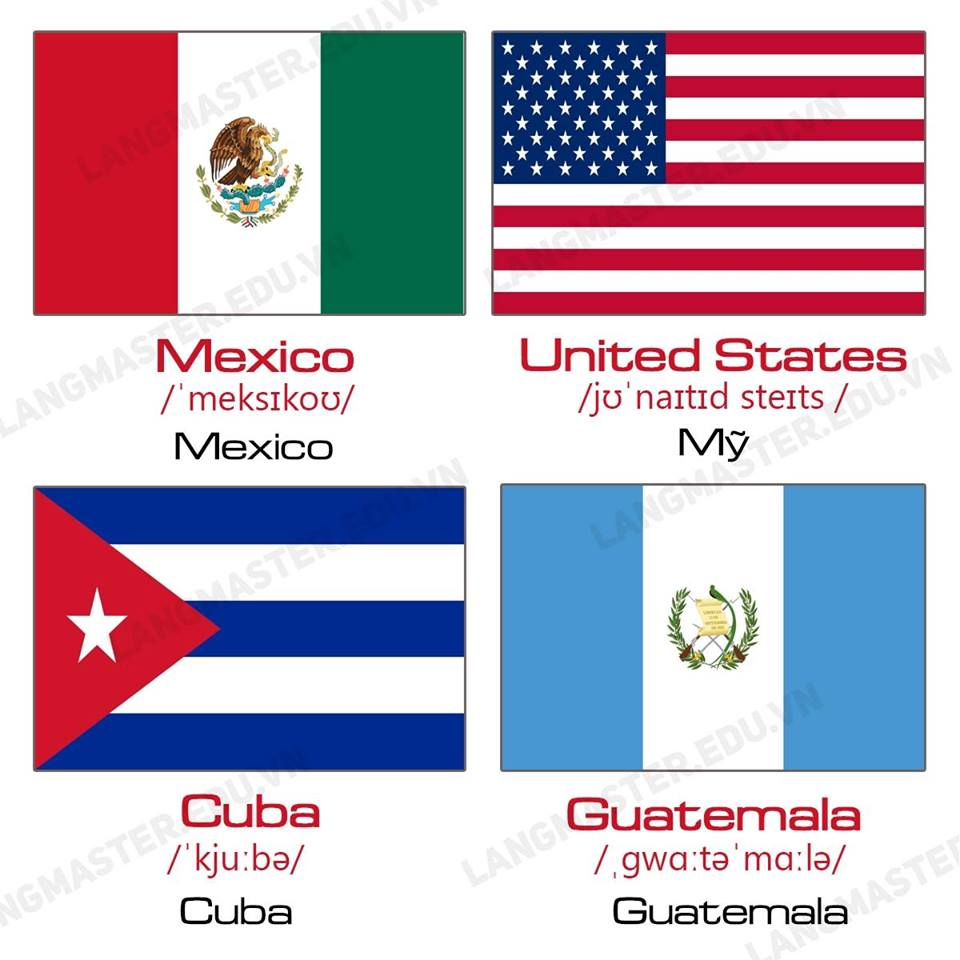 Mexico
/ˈmeksɪkoʊ/
Mexico
United States
/jʊˈnaɪtɪd steɪts /
Mỹ
Cuba
/ˈkjuːbə/
Cuba
Guatemala
/ˌɡwɑːtəˈmɑːlə/
Guatemala
LANGMASTER.EDU.VN